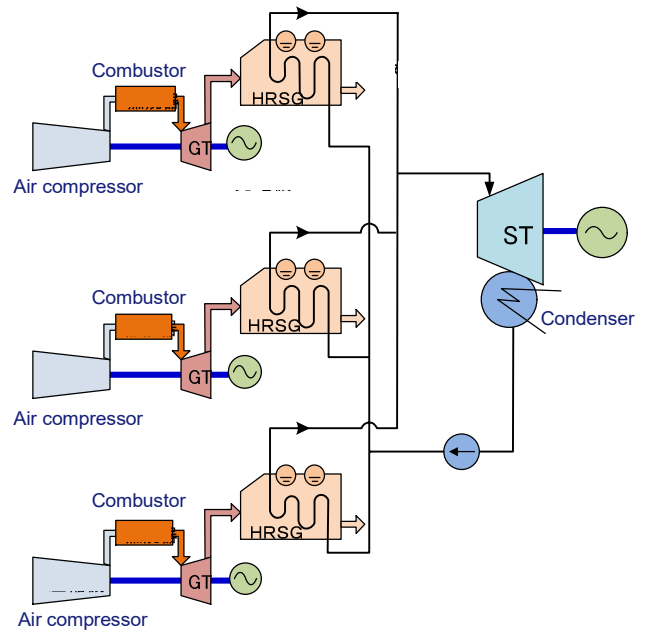 Combustor
HRSG
GT
Air compressor
ST
Combustor
HRSG
Condenser
GT
Air compressor
Combustor
HRSG
GT
Air compressor